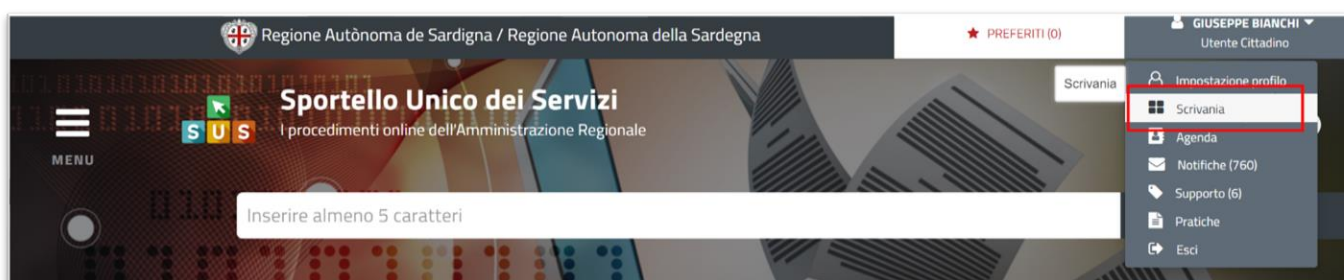 Regione Autònoma de Sardigna / Regione Autonoma della Sardegna
PREFERITI (0)
GIUSEPPE BIANCHI
Utente Cittadino
MENU
SUS
Sportello Unico dei Servizi
I procedimenti online dell'Amministrazione Regionale
Inserire almeno 5 caratteri
Scrivania
Impostazione profilo
Scrivania
Agenda
Notifiche (760)
Supporto (6)
Pratiche
Esci